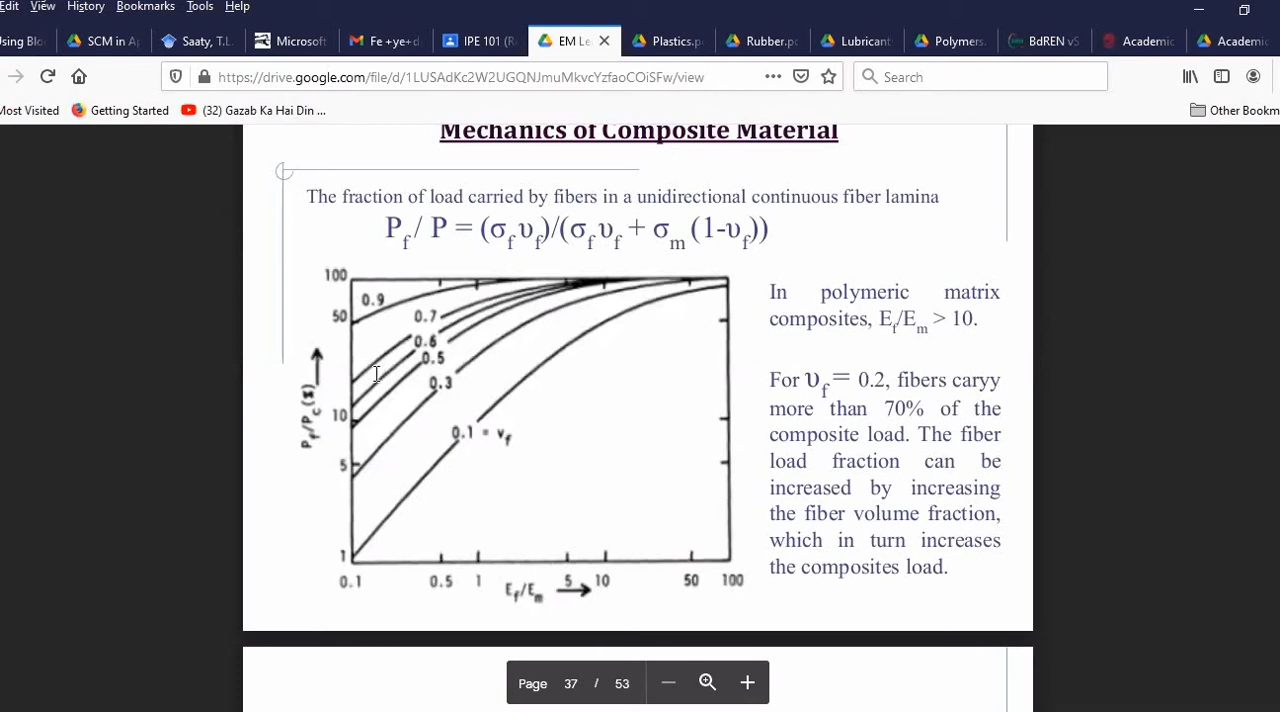 Edit View History Bookmarks Tools Help
Using Blo SCM in Ap Saaty, T.L. Microsoft Fe +ye+d IPE 101 (R EM Le Plastics.p Rubber.pd Lubricant Polymers. BdREN vS Academic Academic
https://drive.google.com/file/d/1LUSAdKc2W2UGQNJmuMkvcYzfaoCOiSFw/view
Search
Most Visited Getting Started (32) Gazab Ka Hai Din ... Other Bookm
Mechanics of Composite Material
The fraction of load carried by fibers in a unidirectional continuous fiber lamina
Pf / P = (σfυf)/(σfυf + σm (1-υf))
100
50
10
5
1
Pf/Pc(%)
0.9
0.7
0.6
0.5
0.3
0.1 = vf
0.1 0.5 1 5 10 50 100
Ef/Em
In polymeric matrix
composites, Ef/Em > 10.
For υf = 0.2, fibers caryy
more than 70% of the
composite load. The fiber
load fraction can be
increased by increasing
the fiber volume fraction,
which in turn increases
the composites load.
Page 37 / 53